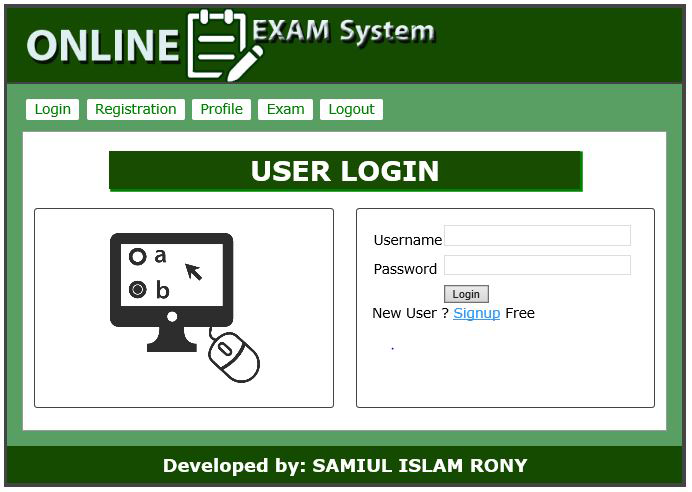 ONLINE EXAM System
Login Registration Profile Exam Logout
USER LOGIN
a
b
Username
Password
Login
New User ? Signup Free
Developed by: SAMIUL ISLAM RONY